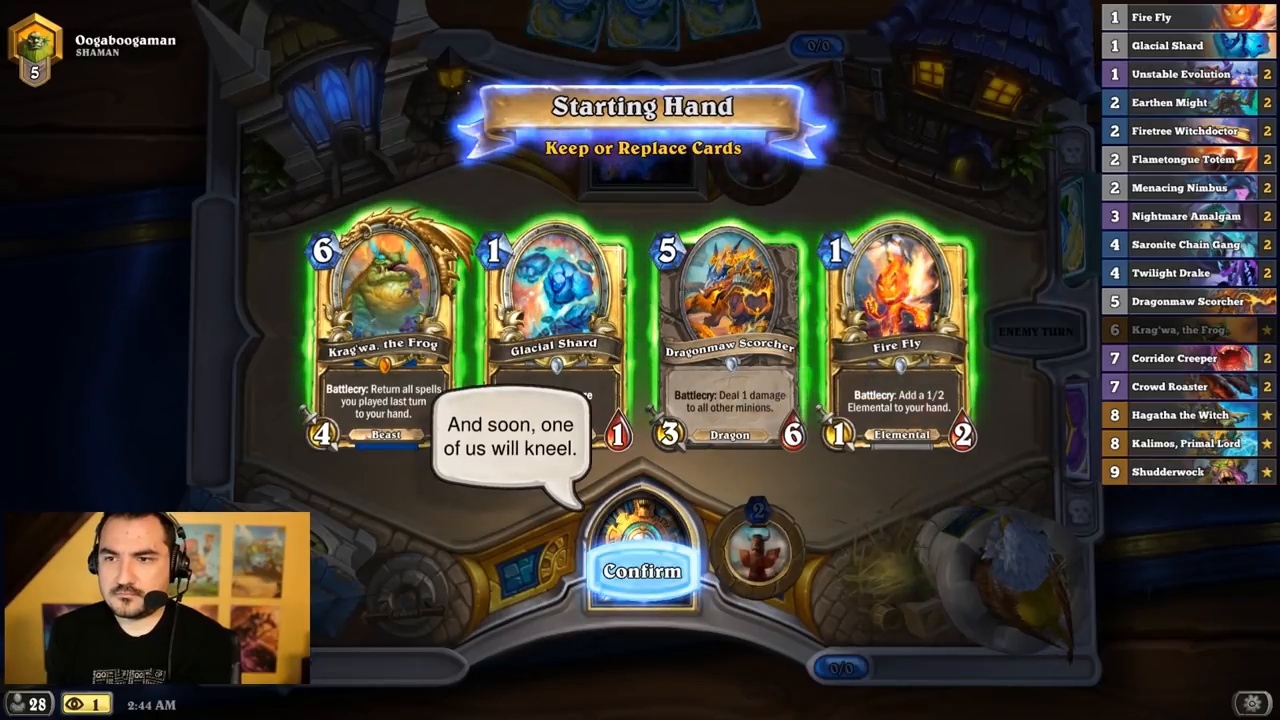 Oogaboogaman
SHAMAN
5
0/0
Starting Hand
Keep or Replace Cards
6
Krag'wa, the Frog
Battlecry: Return all spells
you played last turn
to your hand.
4
Beast
1
Glacial Shard
1
5
Dragonmaw Scorcher
Battlecry: Deal 1 damage
to all other minions.
3
Dragon
6
1
Fire Fly
Battlecry: Add a 1/2
Elemental to your hand.
1
Elemental
2
ENEMY TURN
And soon, one
of us will kneel.
Confirm
2
0/0
1 Fire Fly
1 Glacial Shard
1 Unstable Evolution 2
2 Earthen Might 2
2 Firetree Witchdoctor 2
2 Flametongue Totem 2
2 Menacing Nimbus 2
3 Nightmare Amalgam 2
4 Saronite Chain Gang 2
4 Twilight Drake 2
5 Dragonmaw Scorcher
6 Krag'wa, the Frog
7 Corridor Creeper 2
7 Crowd Roaster 2
8 Hagatha the Witch
8 Kalimos, Primal Lord
9 Shudderwock
28
1
2:44 AM